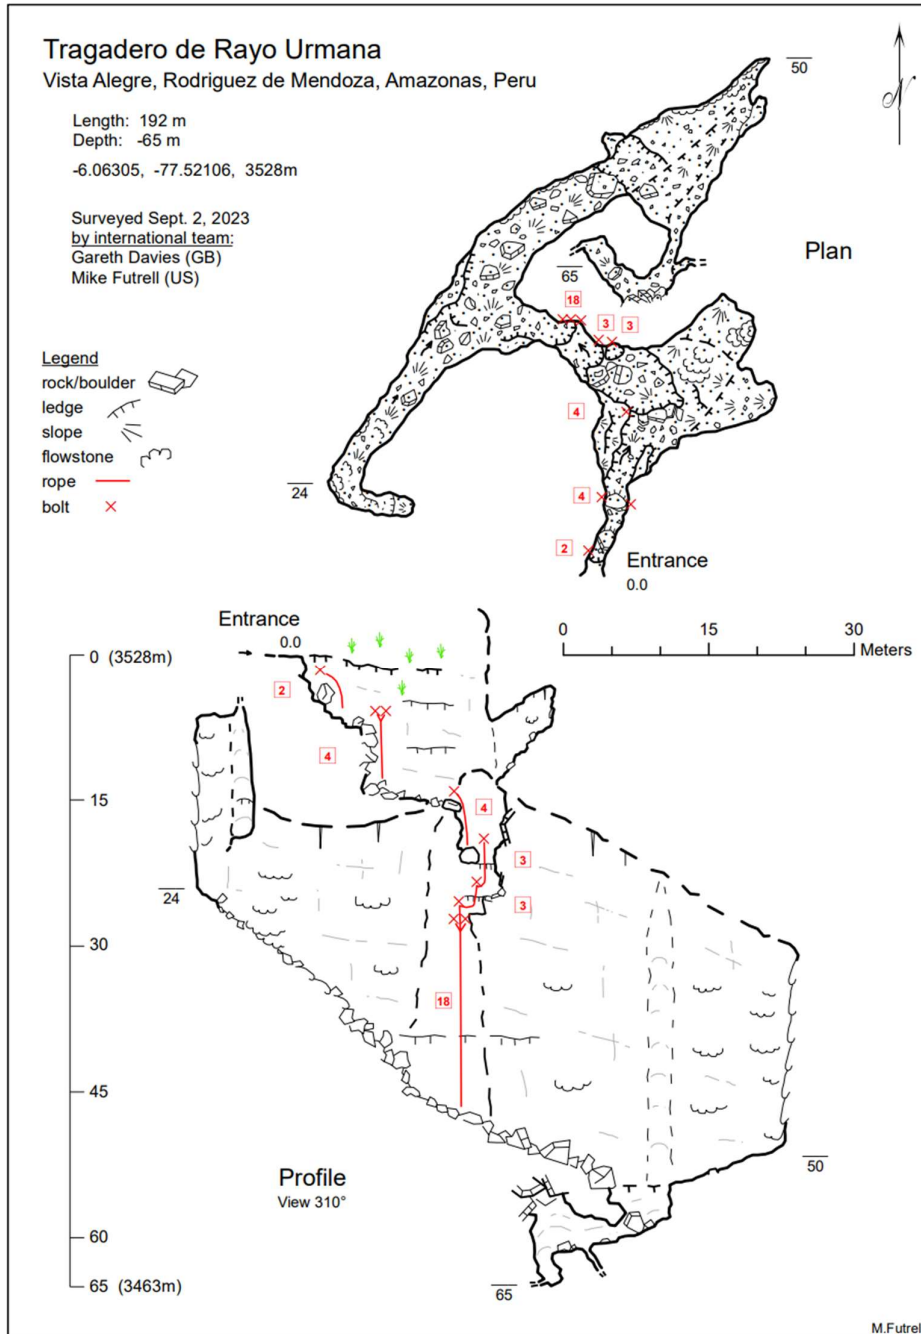 Tragadero de Rayo Urmana
Vista Alegre, Rodriguez de Mendoza, Amazonas, Peru
Length: 192 m
Depth: -65 m
-6.06305, -77.52106, 3528m
Surveyed Sept. 2, 2023
by international team:
Gareth Davies (GB)
Mike Futrell (US)
Legend
rock/boulder
ledge
slope
flowstone
rope
bolt
N
50
Plan
65
18
3
3
4
24
4
2
Entrance
0.0
0
15
30
Meters
Entrance
0.0
0 (3528m)
2
4
15
4
3
24
3
30
18
45
50
Profile
View 310°
60
65 (3463m)
65
M.Futrel